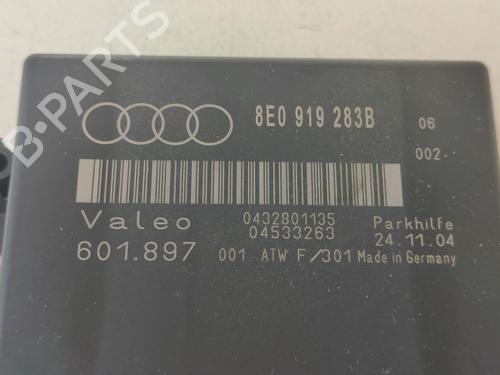 8E0 919 283B 06
002
Valeo 0432801135 Parkhilfe
04533263 24.11.04
601.897 001 ATW F/301 Made in Germany
B-PARTS